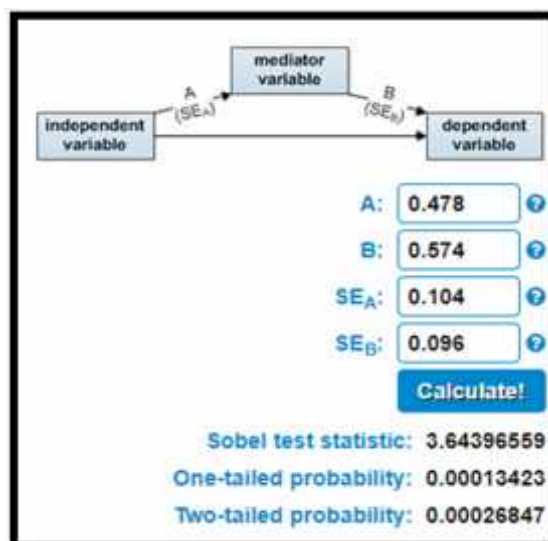 mediator
variable
A
(SEA)
B
(SEB)
independent
variable
dependent
variable
A: 0.478 ?
B: 0.574 ?
SEA: 0.104 ?
SEB: 0.096 ?
Calculate!
Sobel test statistic: 3.64396559
One-tailed probability: 0.00013423
Two-tailed probability: 0.00026847